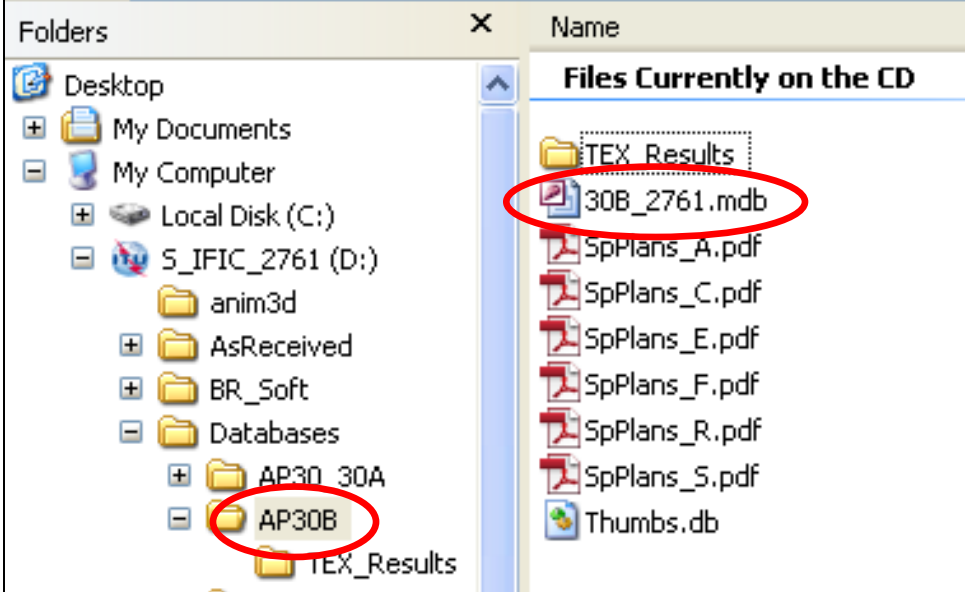 Folders
Desktop
My Documents
My Computer
Local Disk (C:)
S_IFIC_2761 (D:)
anim3d
AsReceived
BR_Soft
Databases
AP30_30A
AP30B
TEX_Results
Name
Files Currently on the CD
TEX_Results
30B_2761.mdb
SpPlans_A.pdf
SpPlans_C.pdf
SpPlans_E.pdf
SpPlans_F.pdf
SpPlans_R.pdf
SpPlans_S.pdf
Thumbs.db